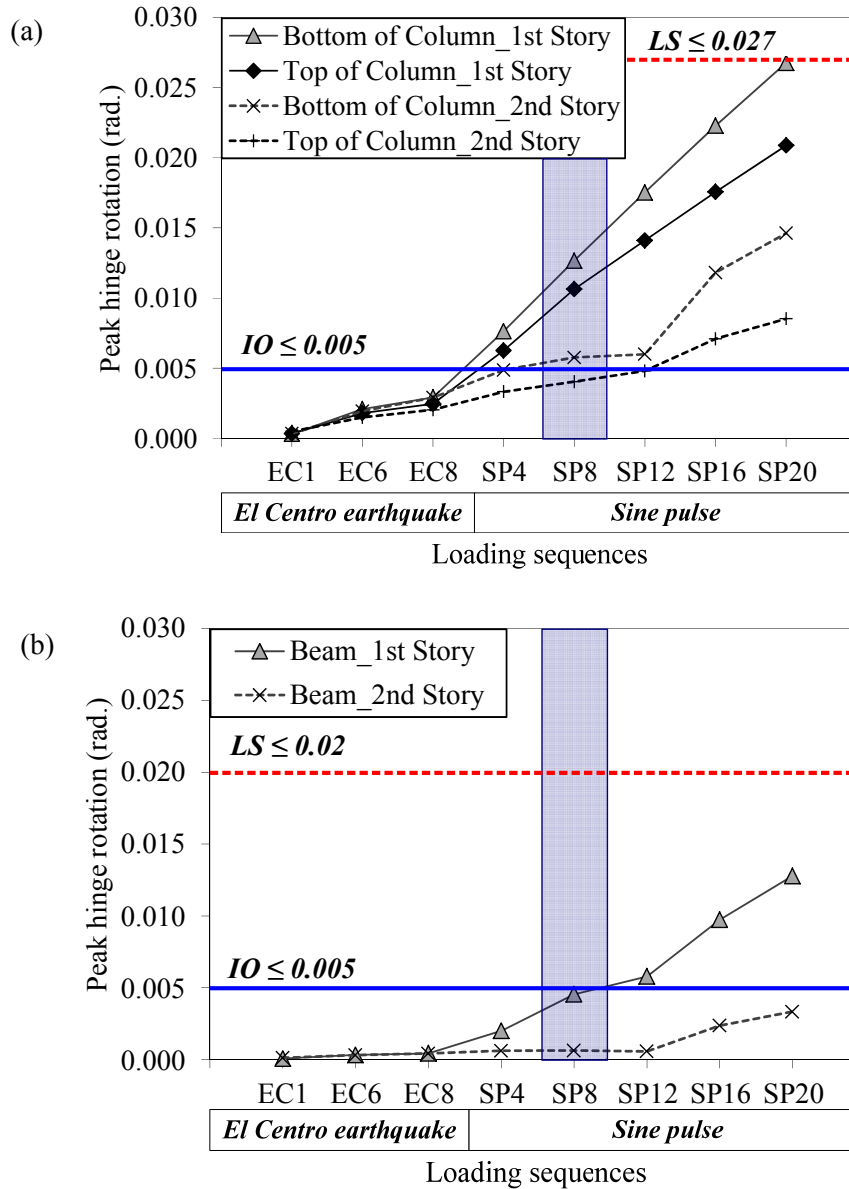 (a)
0.030
0.025
0.020
0.015
0.010
0.005
0.000
Peak hinge rotation (rad.)
Bottom of Column_1st Story
Top of Column_1st Story
Bottom of Column_2nd Story
Top of Column_2nd Story
LS ≤ 0.027
IO ≤ 0.005
EC1 EC6 EC8 SP4 SP8 SP12 SP16 SP20
El Centro earthquake Sine pulse
Loading sequences
(b)
0.030
0.025
0.020
0.015
0.010
0.005
0.000
Peak hinge rotation (rad.)
Beam_1st Story
Beam_2nd Story
LS ≤ 0.02
IO ≤ 0.005
EC1 EC6 EC8 SP4 SP8 SP12 SP16 SP20
El Centro earthquake Sine pulse
Loading sequences